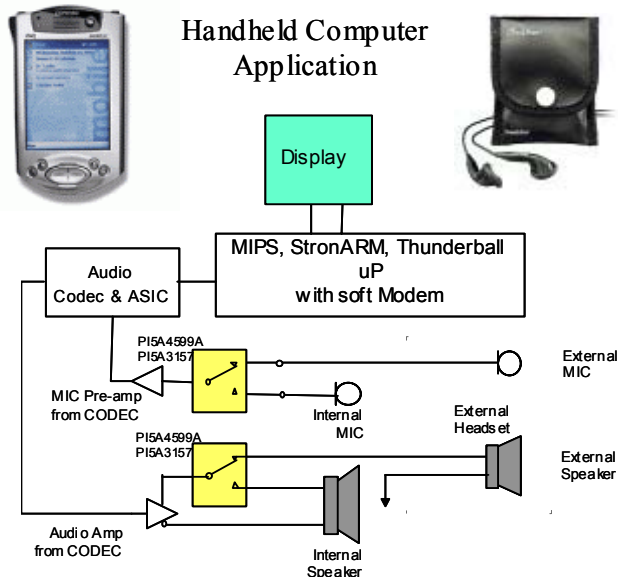 Handheld Computer
Application
mobile
Display
MIPS, StronARM, Thunderball
uP
with soft Modem
Audio
Codec & ASIC
PI5A4599A
PI5A3157
MIC Pre-amp
from CODEC
Internal
MIC
External
MIC
External
Headset
PI5A4599A
PI5A3157
External
Speaker
Audio Amp
from CODEC
Internal
Speaker